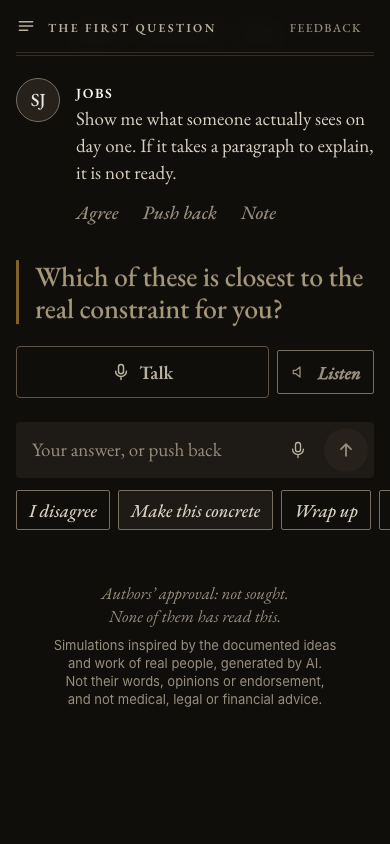 THE FIRST QUESTION
FEEDBACK
SJ
JOBS
Show me what someone actually sees on
day one. If it takes a paragraph to explain,
it is not ready.
Agree Push back Note
Which of these is closest to the
real constraint for you?
Talk
Listen
Your answer, or push back
I disagree
Make this concrete
Wrap up
Authors’ approval: not sought.
None of them has read this.
Simulations inspired by the documented ideas
and work of real people, generated by AI.
Not their words, opinions or endorsement,
and not medical, legal or financial advice.